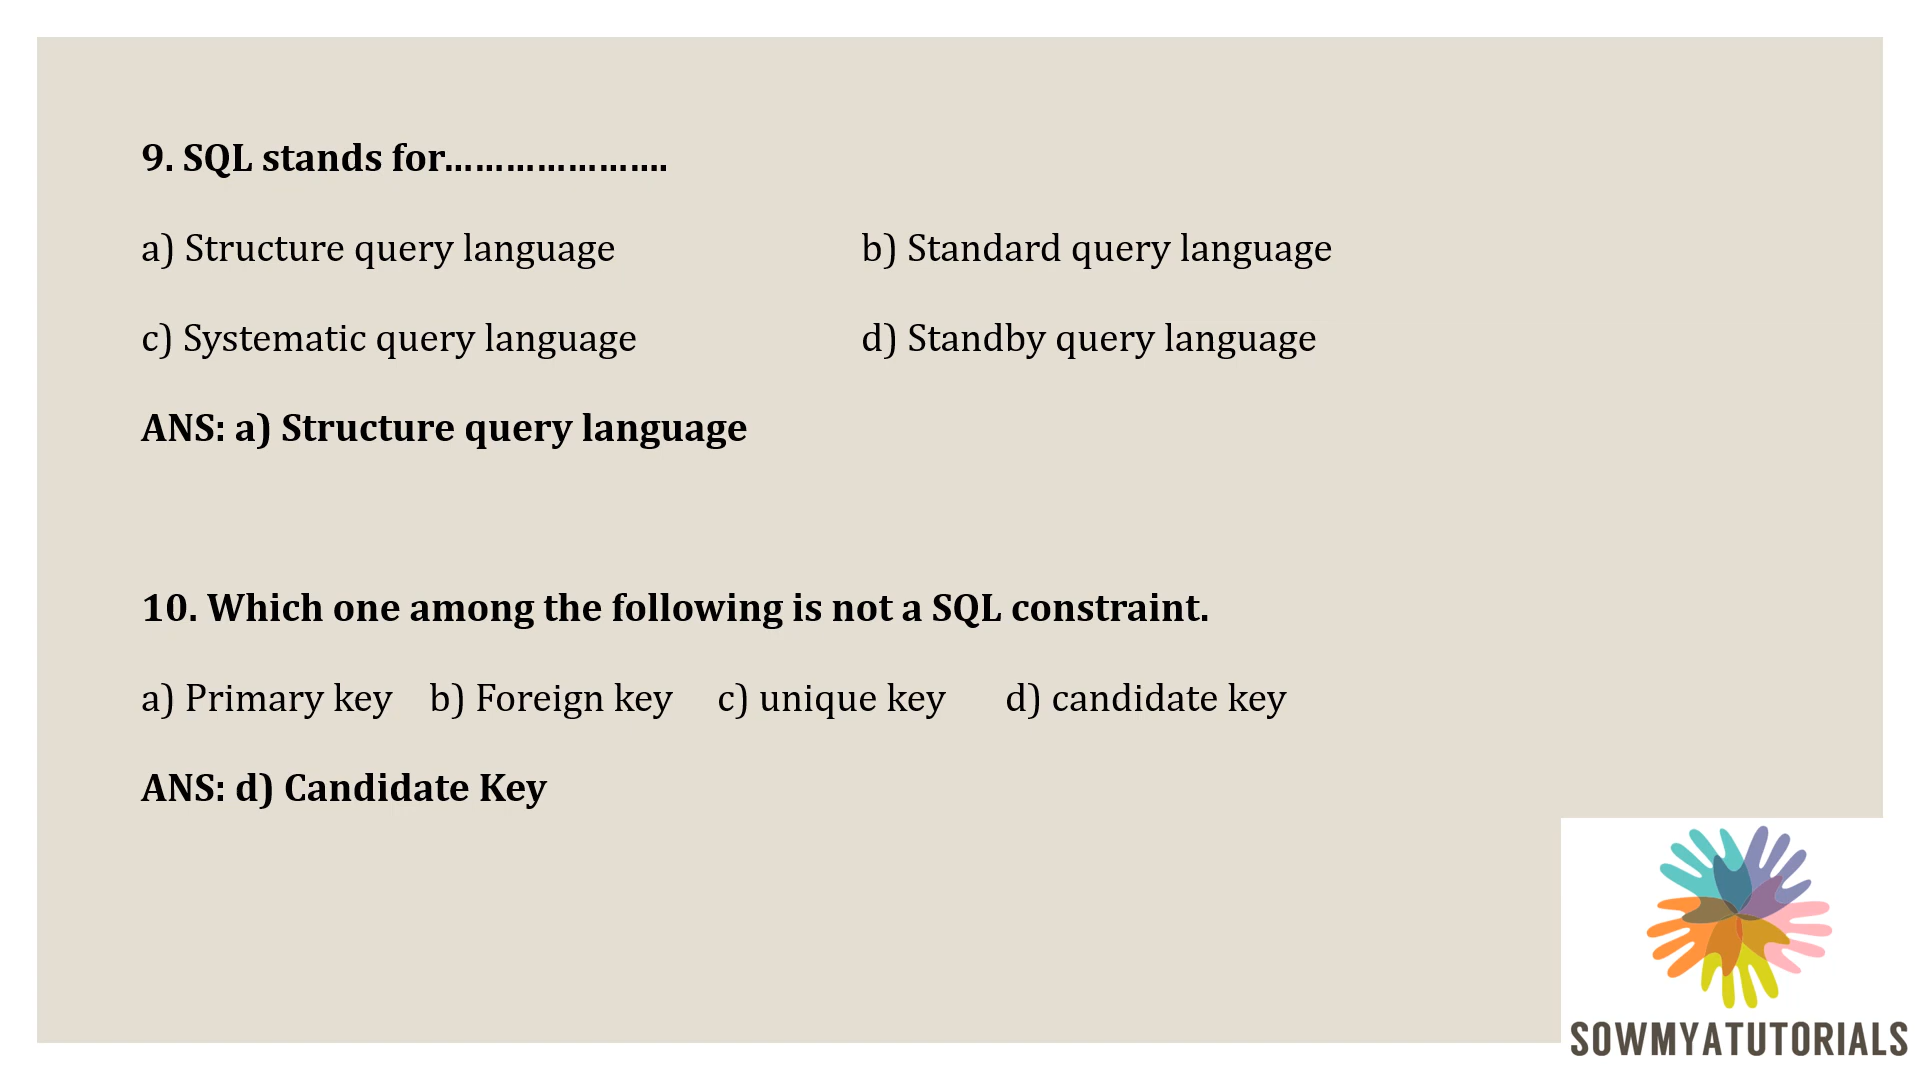 9. SQL stands for………………….
a) Structure query language b) Standard query language
c) Systematic query language d) Standby query language
ANS: a) Structure query language
10. Which one among the following is not a SQL constraint.
a) Primary key b) Foreign key c) unique key d) candidate key
ANS: d) Candidate Key
SOWMYATUTORIALS